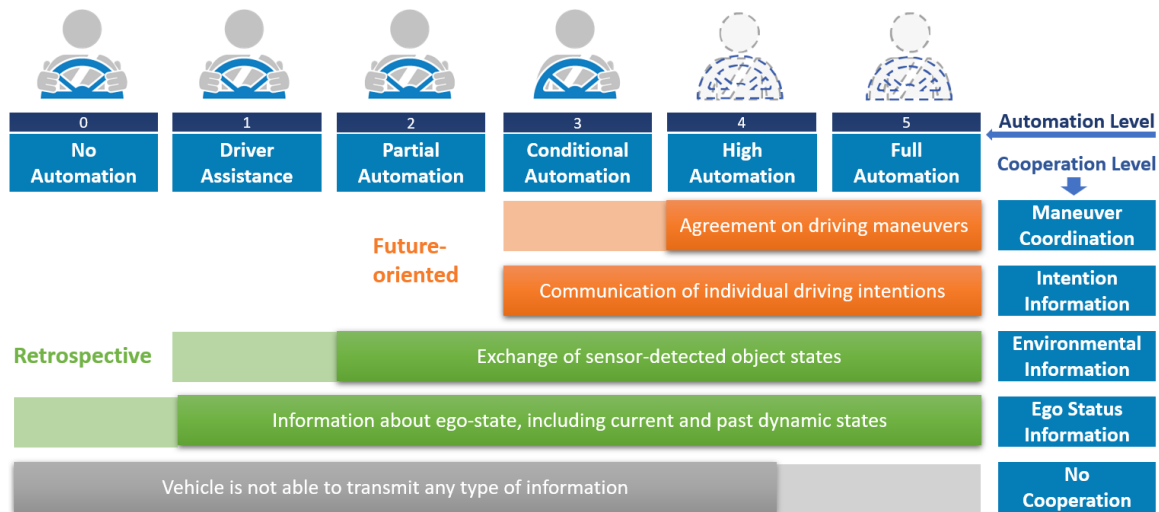 0
1
2
3
4
5
Automation Level
No
Automation
Driver
Assistance
Partial
Automation
Conditional
Automation
High
Automation
Full
Automation
Cooperation Level
Agreement on driving maneuvers
Maneuver
Coordination
Future-
oriented
Communication of individual driving intentions
Intention
Information
Retrospective
Exchange of sensor-detected object states
Environmental
Information
Information about ego-state, including current and past dynamic states
Ego Status
Information
Vehicle is not able to transmit any type of information
No
Cooperation